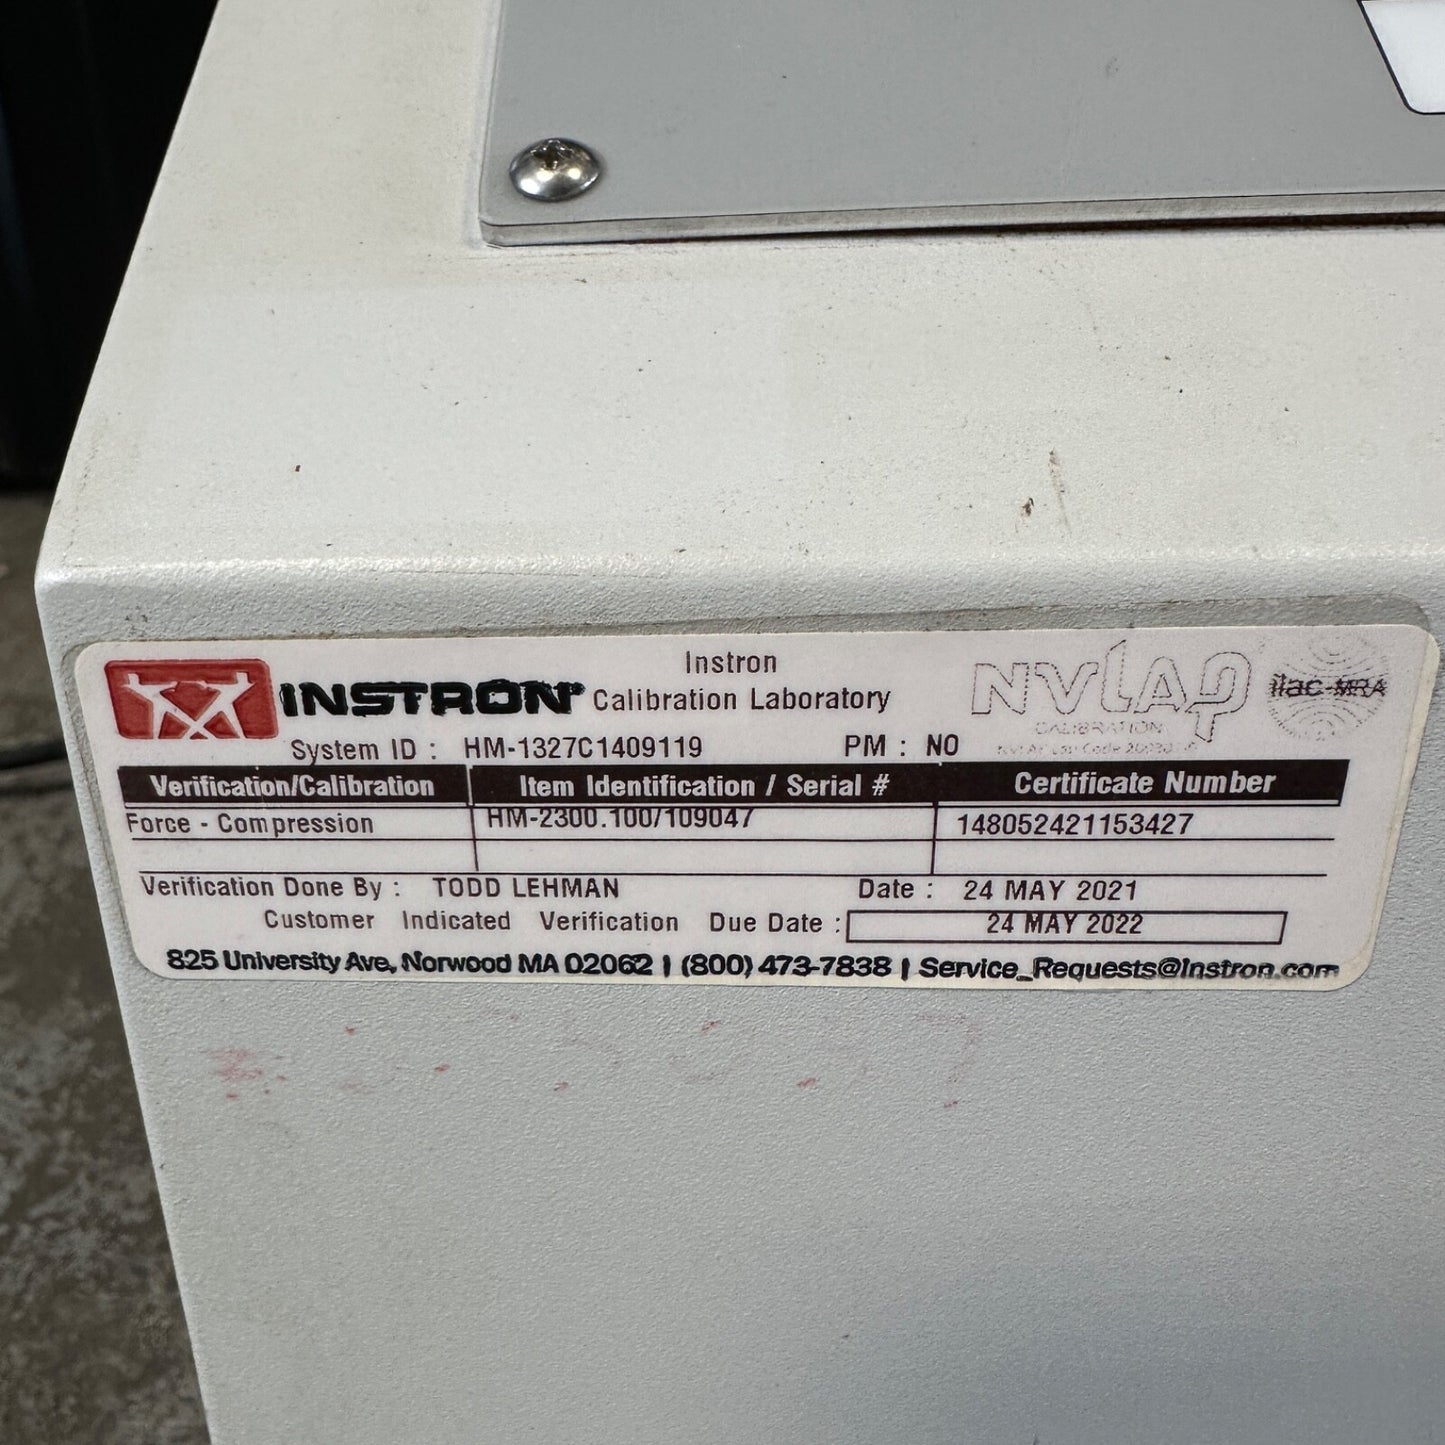 INSTRON Instron
Calibration Laboratory
NVLAP
CALIBRATION
ilac-MRA
System ID : HM-1327C1409119 PM : NO
Verification/Calibration Item Identification / Serial # Certificate Number
Force - Compression HM-2300.100/109047 148052421153427
Verification Done By : TODD LEHMAN Date : 24 MAY 2021
Customer Indicated Verification Due Date : 24 MAY 2022
825 University Ave, Norwood MA 02062 | (800) 473-7838 | Service_Requests@Instron.com